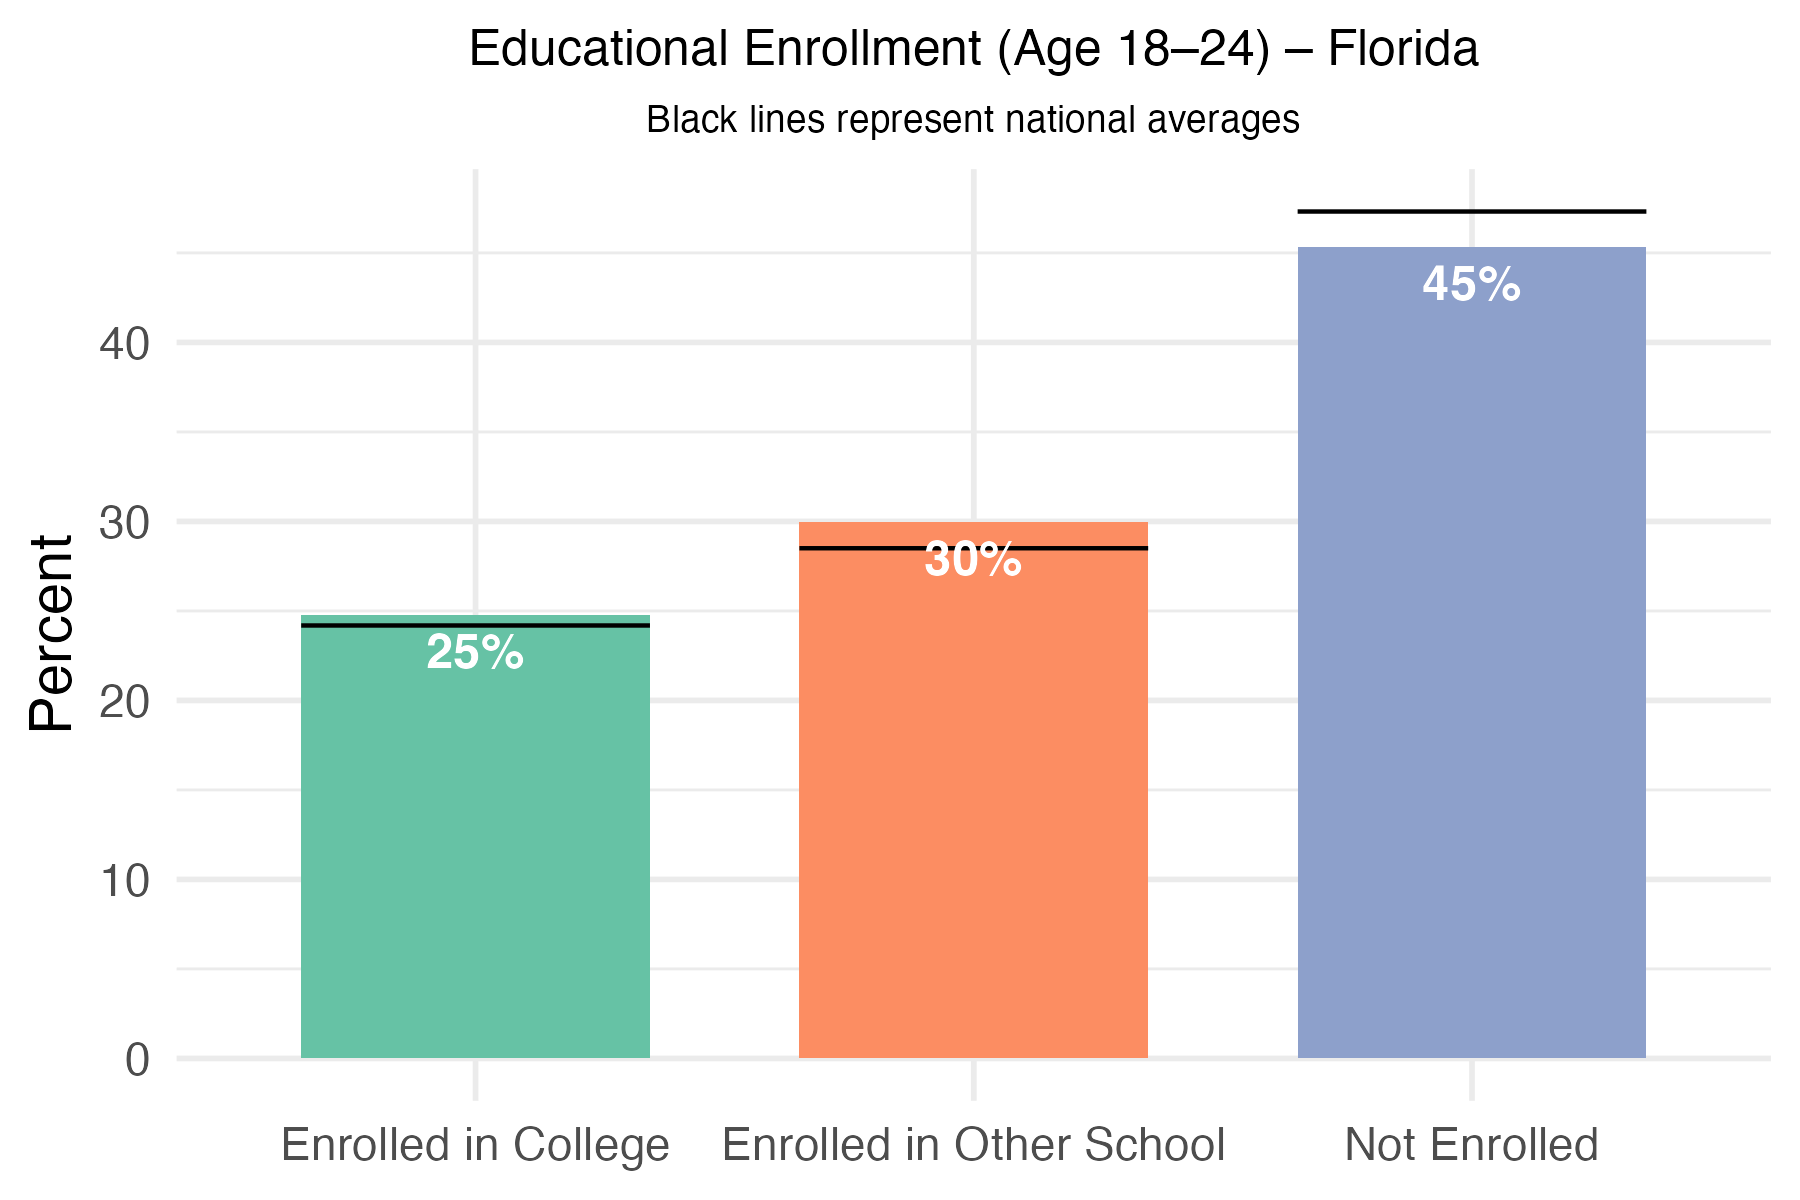 Educational Enrollment (Age 18–24) – Florida
Black lines represent national averages
Percent
40
30
20
10
0
25%
30%
45%
Enrolled in College
Enrolled in Other School
Not Enrolled